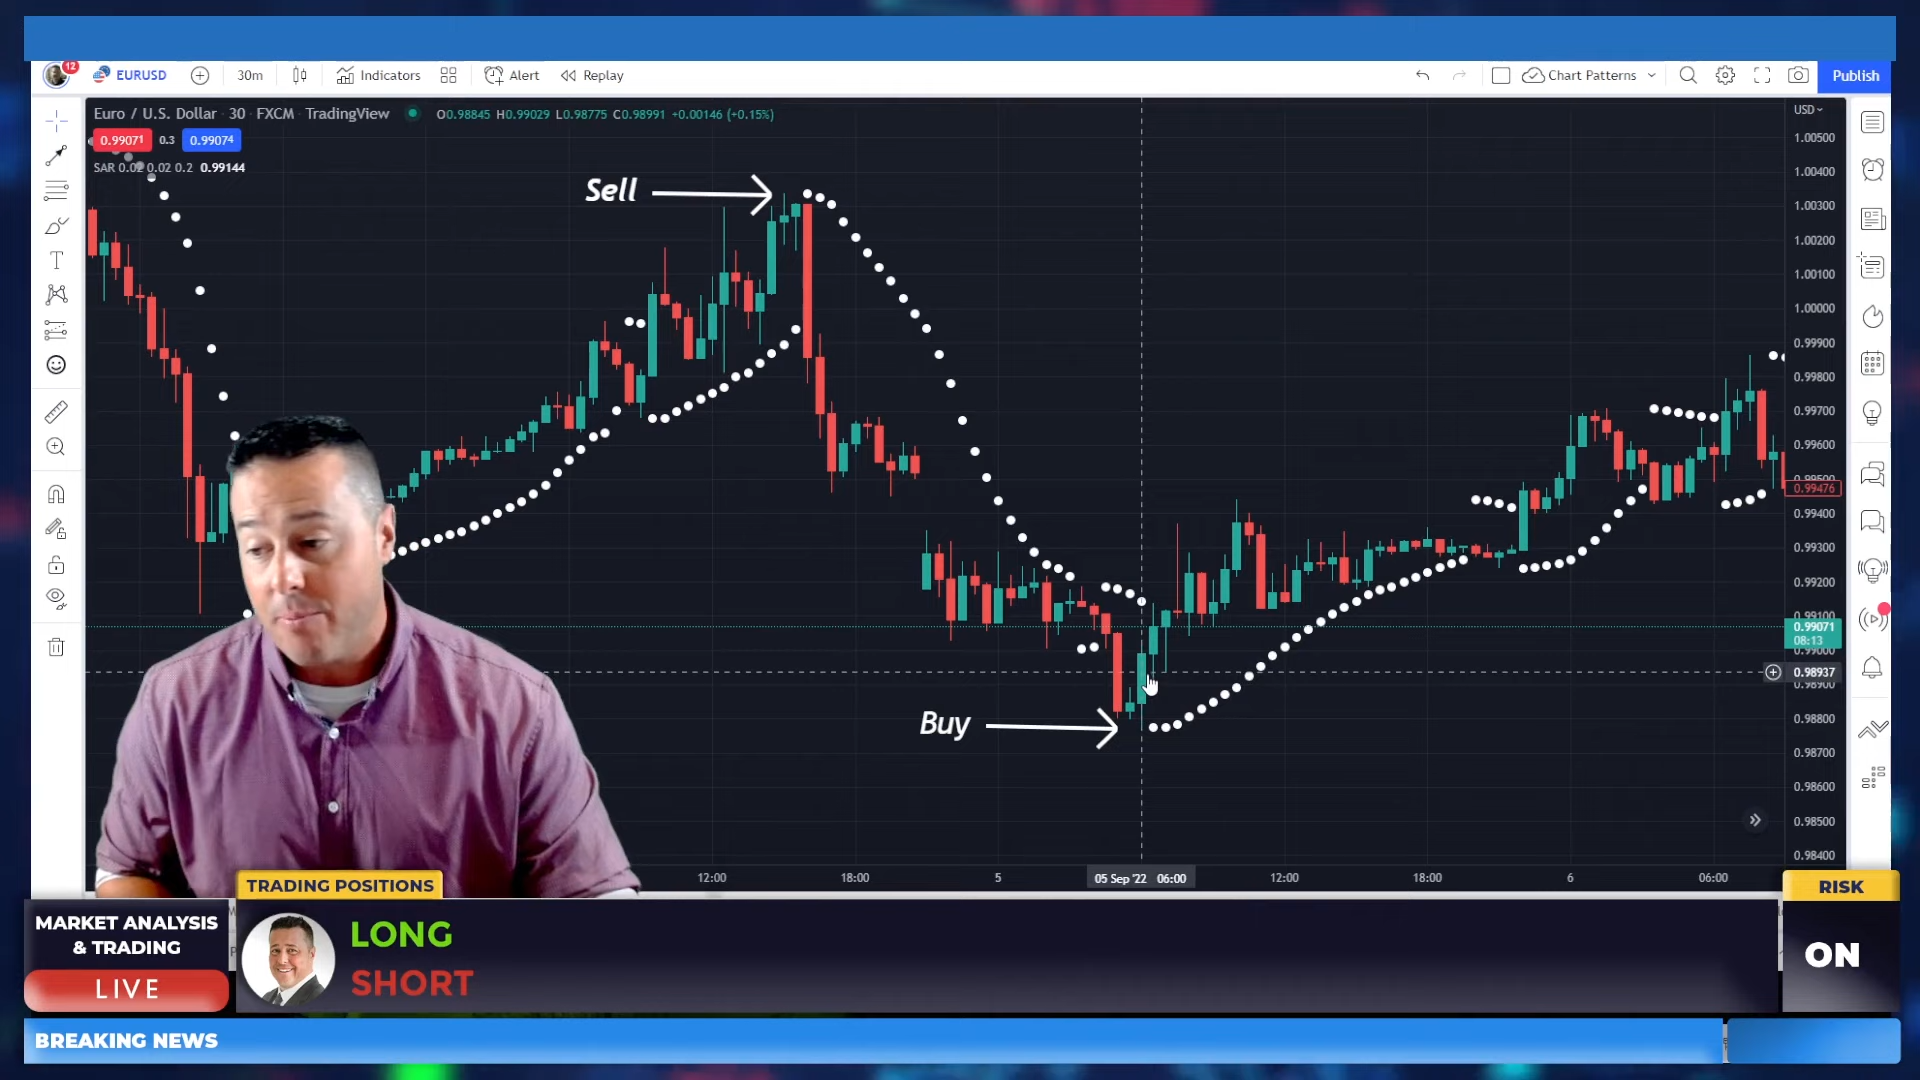 12
EURUSD
30m
Indicators
Alert
Replay
Chart Patterns
Publish
Euro / U.S. Dollar · 30 · FXCM · TradingView
O0.98845 H0.99029 L0.98775 C0.98991 +0.00146 (+0.15%)
USD
0.99071
0.3
0.99074
SAR 0.02 0.02 0.2 0.99144
Sell
Buy
1.00500
1.00400
1.00300
1.00200
1.00100
1.00000
0.99900
0.99800
0.99700
0.99600
0.99500
0.99476
0.99400
0.99300
0.99200
0.99100
0.99071
08:13
0.99000
0.98937
0.98900
0.98800
0.98700
0.98600
0.98500
0.98400
12:00
18:00
5
05 Sep '22 06:00
12:00
18:00
6
06:00
TRADING POSITIONS
RISK
MARKET ANALYSIS
& TRADING
LIVE
LONG
SHORT
ON
BREAKING NEWS